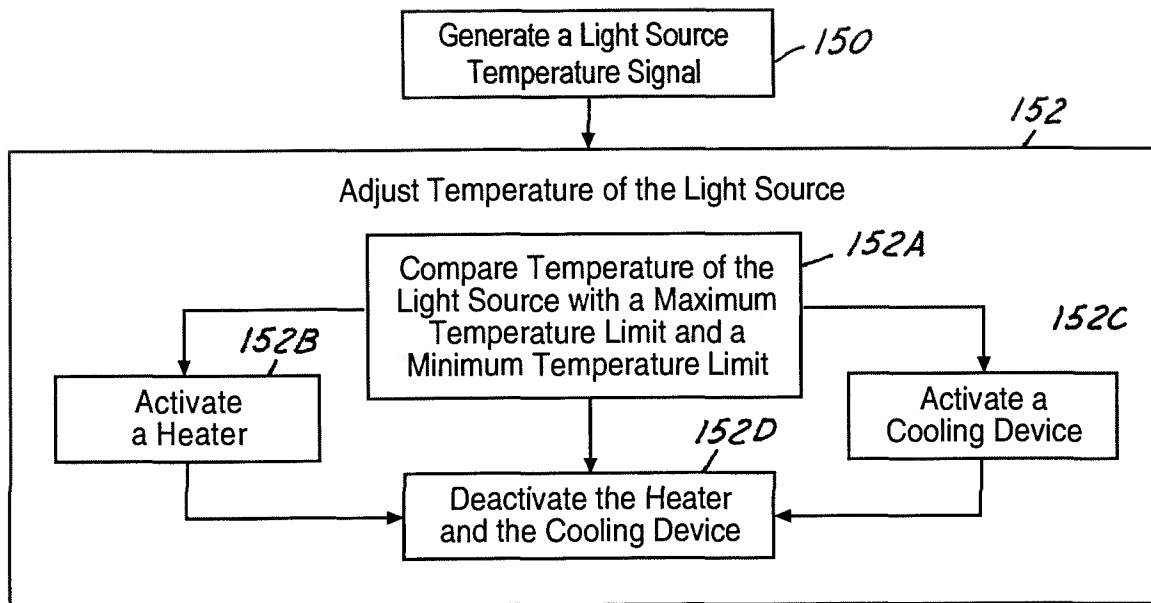 Generate a Light Source
Temperature Signal
150
152
Adjust Temperature of the Light Source
152A
Compare Temperature of the
Light Source with a Maximum
Temperature Limit and a
Minimum Temperature Limit
152B
Activate
a Heater
152C
Activate a
Cooling Device
152D
Deactivate the Heater
and the Cooling Device